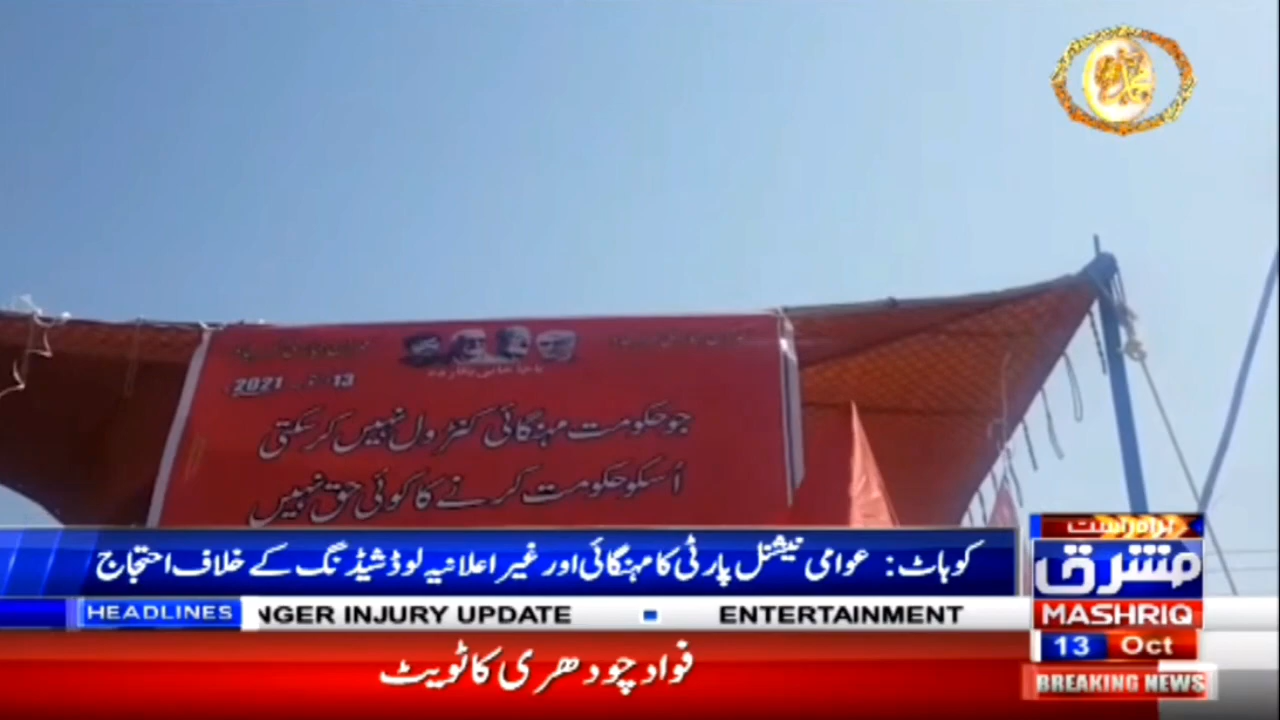 13 2021
جو حکومت مہنگائی کنٹرول نہیں کر سکتی
اُسکو حکومت کرنے کا کوئی حق نہیں
براہ راست
کوہاٹ: عوامی نیشنل پارٹی کا مہنگائی اور غیر اعلانیہ لوڈشیڈنگ کے خلاف احتجاج
مشرق
HEADLINES NGER INJURY UPDATE ENTERTAINMENT
MASHRIQ
13 Oct
فواد چودھری کا ٹویٹ
BREAKING NEWS